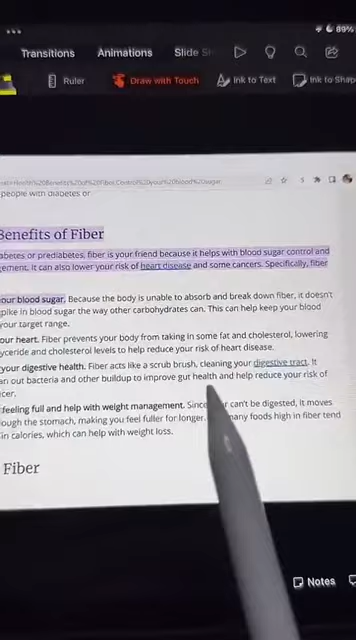 89%
Transitions Animations Slide
Ruler Draw with Touch Ink to Text Ink to Shap
people with diabetes or
Benefits of Fiber
abetes or prediabetes, fiber is your friend because it helps with blood sugar control and
gement. It can also lower your risk of heart disease and some cancers. Specifically, fiber
our blood sugar. Because the body is unable to absorb and break down fiber, it doesn't
pike in blood sugar the way other carbohydrates can. This can help keep your blood
your target range.
our heart. Fiber prevents your body from taking in some fat and cholesterol, lowering
yceride and cholesterol levels to help reduce your risk of heart disease.
your digestive health. Fiber acts like a scrub brush, cleaning your digestive tract. It
an out bacteria and other buildup to improve gut health and help reduce your risk of
cer.
feeling full and help with weight management. Since can't be digested, it moves
ough the stomach, making you feel fuller for longer. many foods high in fiber tend
in calories, which can help with weight loss.
Fiber
Notes